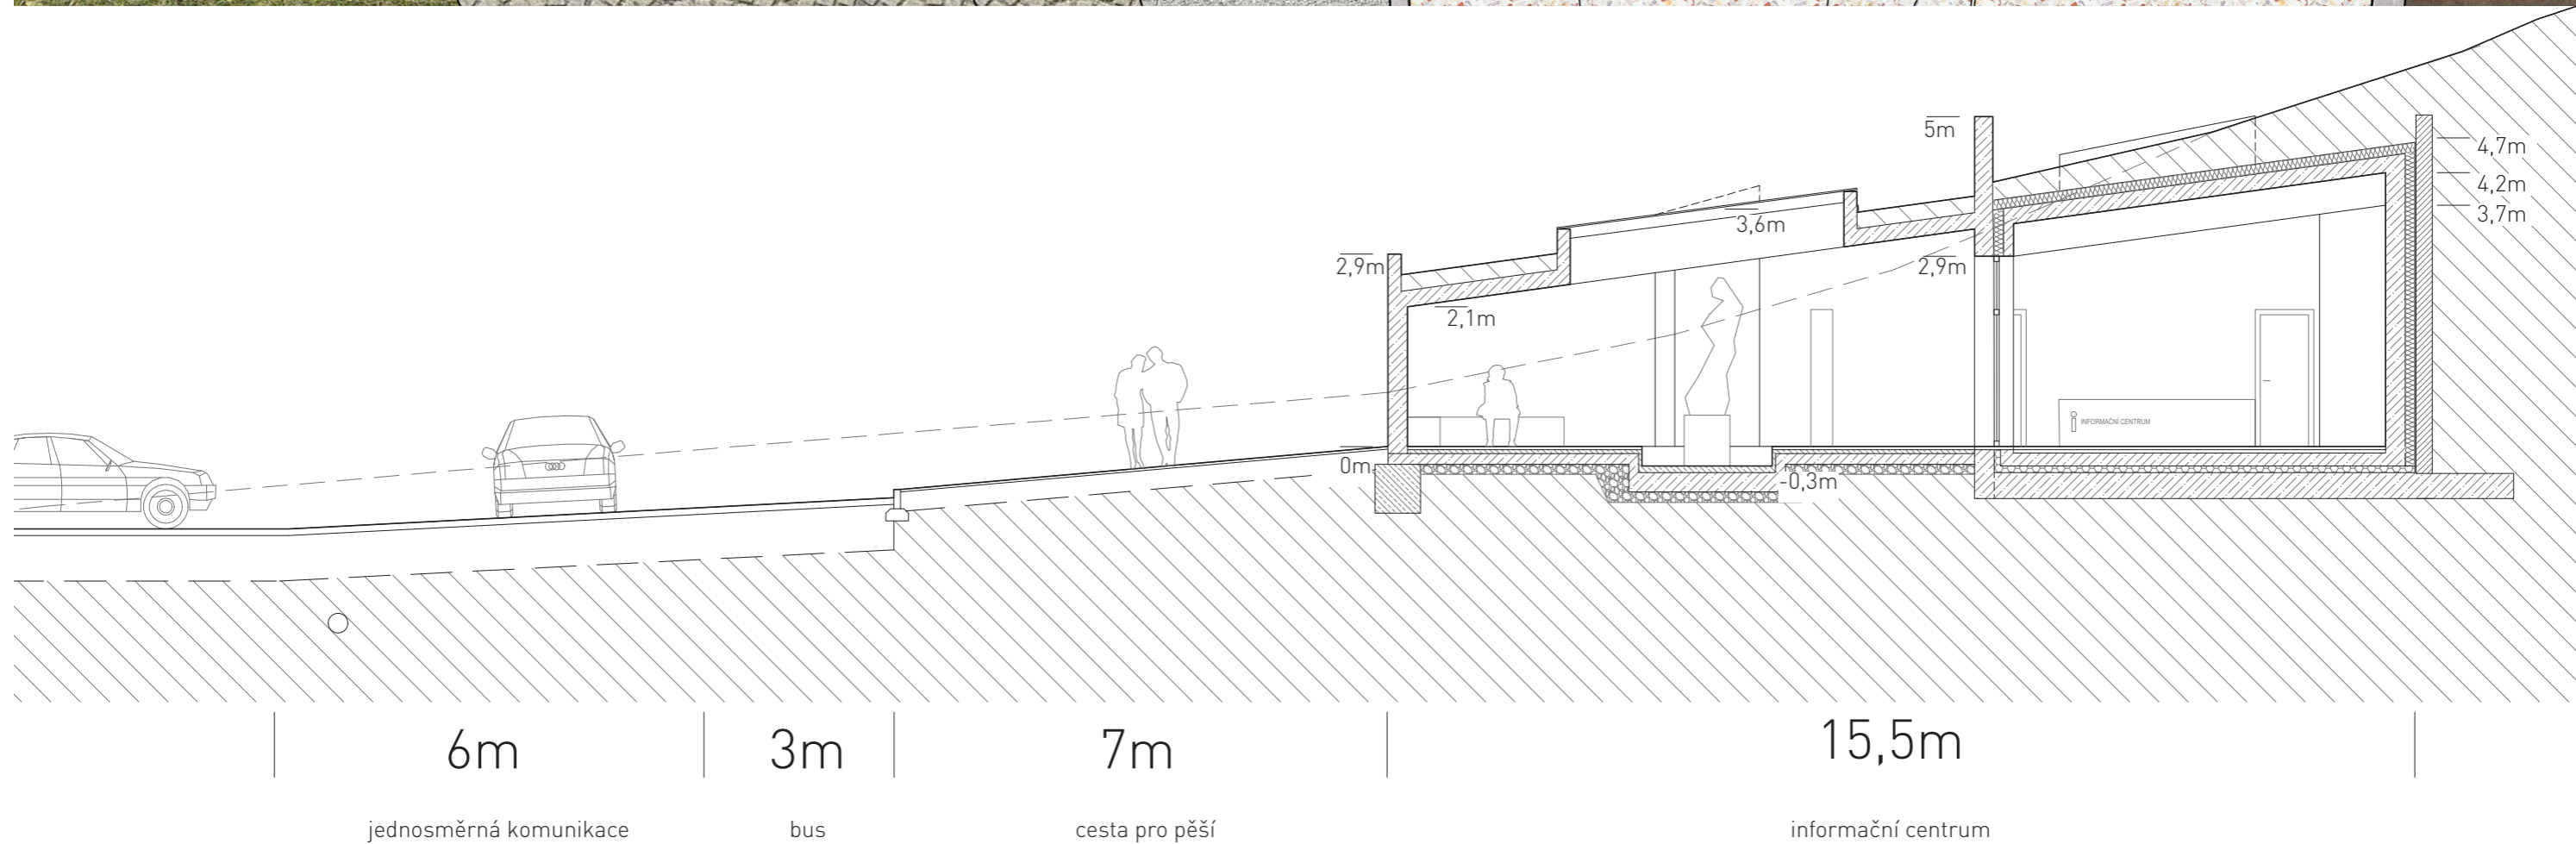 5m
4,7m
4,2m
3,7m
3,6m
2,9m
2,9m
2,1m
INFORMAČNÍ CENTRUM
0m
-0,3m
6m
3m
7m
15,5m
jednosměrná komunikace
bus
cesta pro pěší
informační centrum